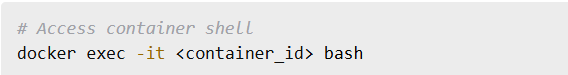 # Access container shell
docker exec -it <container_id> bash